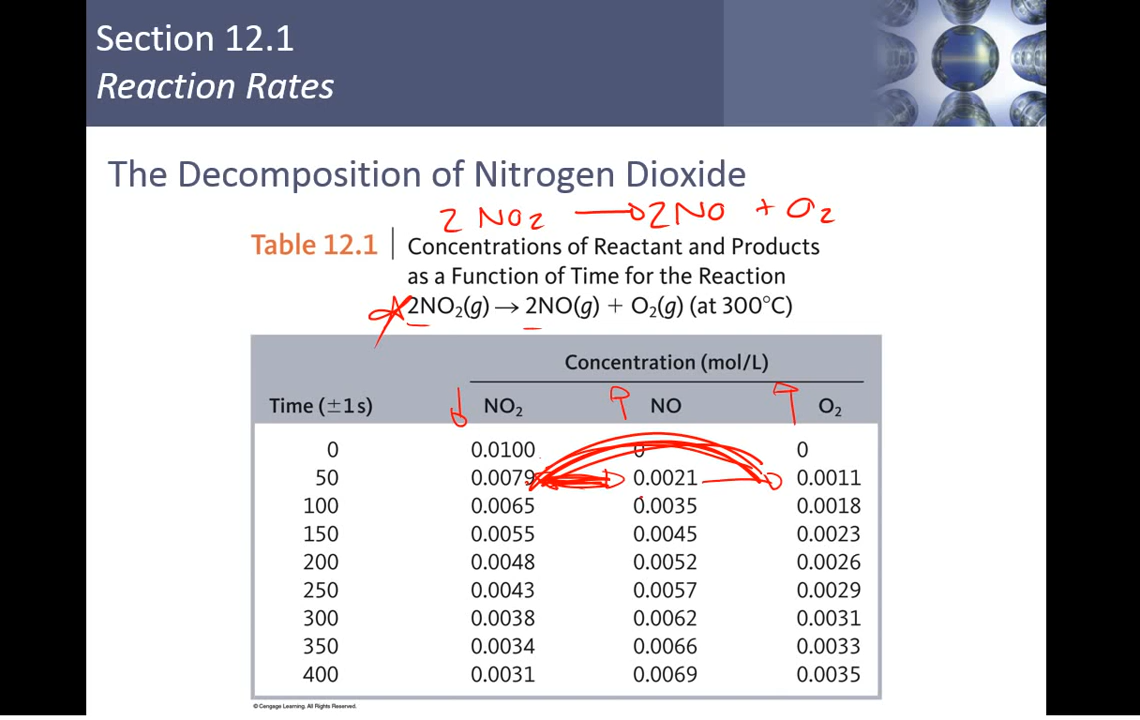 Section 12.1
Reaction Rates
The Decomposition of Nitrogen Dioxide
2 NO₂ → 2NO + O₂
Table 12.1 | Concentrations of Reactant and Products
as a Function of Time for the Reaction
2NO₂(g) → 2NO(g) + O₂(g) (at 300°C)
Concentration (mol/L)
Time (±1 s) NO₂ NO O₂
0 0.0100 0 0
50 0.0079 0.0021 0.0011
100 0.0065 0.0035 0.0018
150 0.0055 0.0045 0.0023
200 0.0048 0.0052 0.0026
250 0.0043 0.0057 0.0029
300 0.0038 0.0062 0.0031
350 0.0034 0.0066 0.0033
400 0.0031 0.0069 0.0035
© Cengage Learning. All Rights Reserved.